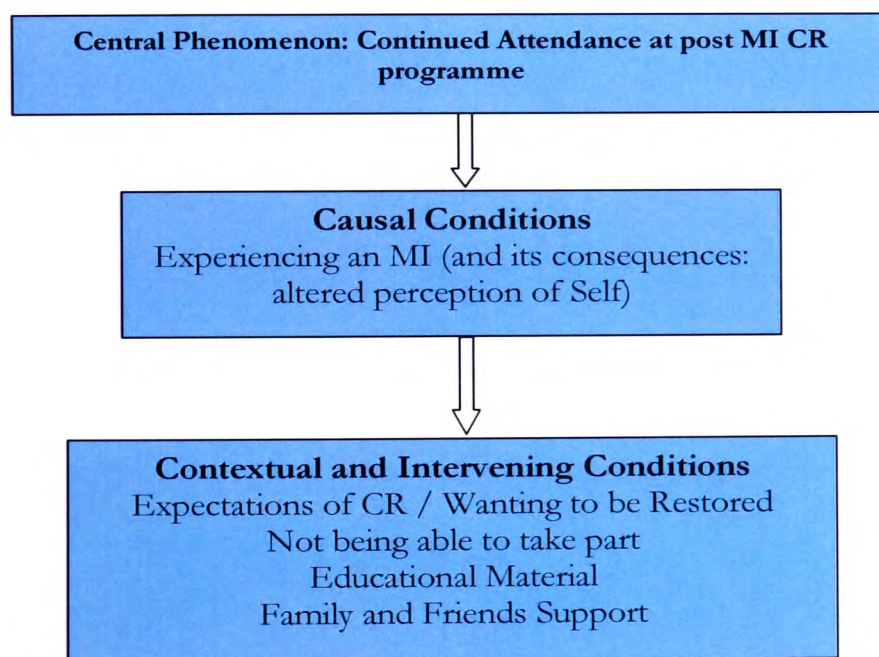 Central Phenomenon: Continued Attendance at post MI CR
programme
Causal Conditions
Experiencing an MI (and its consequences:
altered perception of Self)
Contextual and Intervening Conditions
Expectations of CR / Wanting to be Restored
Not being able to take part
Educational Material
Family and Friends Support